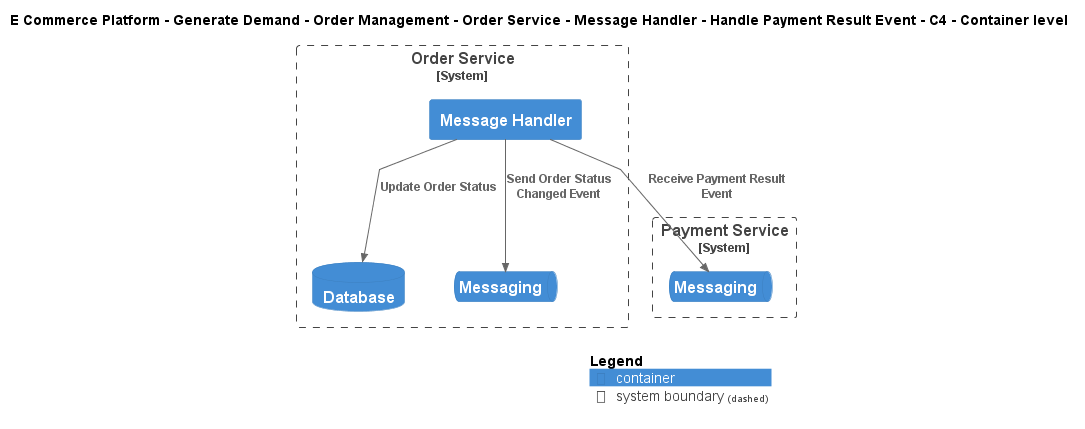 E Commerce Platform - Generate Demand - Order Management - Order Service - Message Handler - Handle Payment Result Event - C4 - Container level
Order Service
[System]
Message Handler
Update Order Status
Send Order Status
Changed Event
Receive Payment Result
Event
Payment Service
[System]
Database
Messaging
Messaging
Legend
container
system boundary (dashed)